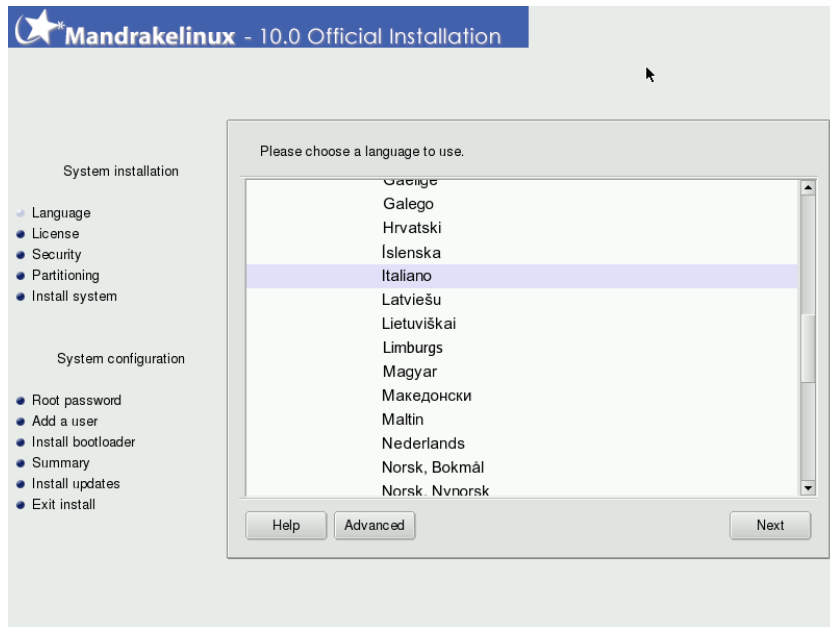 Mandrakelinux - 10.0 Official Installation
System installation
Language
License
Security
Partitioning
Install system
System configuration
Root password
Add a user
Install bootloader
Summary
Install updates
Exit install
Please choose a language to use.
Gaeilge
Galego
Hrvatski
Íslenska
Italiano
Latviešu
Lietuviškai
Limburgs
Magyar
Македонски
Maltin
Nederlands
Norsk, Bokmål
Norsk, Nynorsk
Help
Advanced
Next